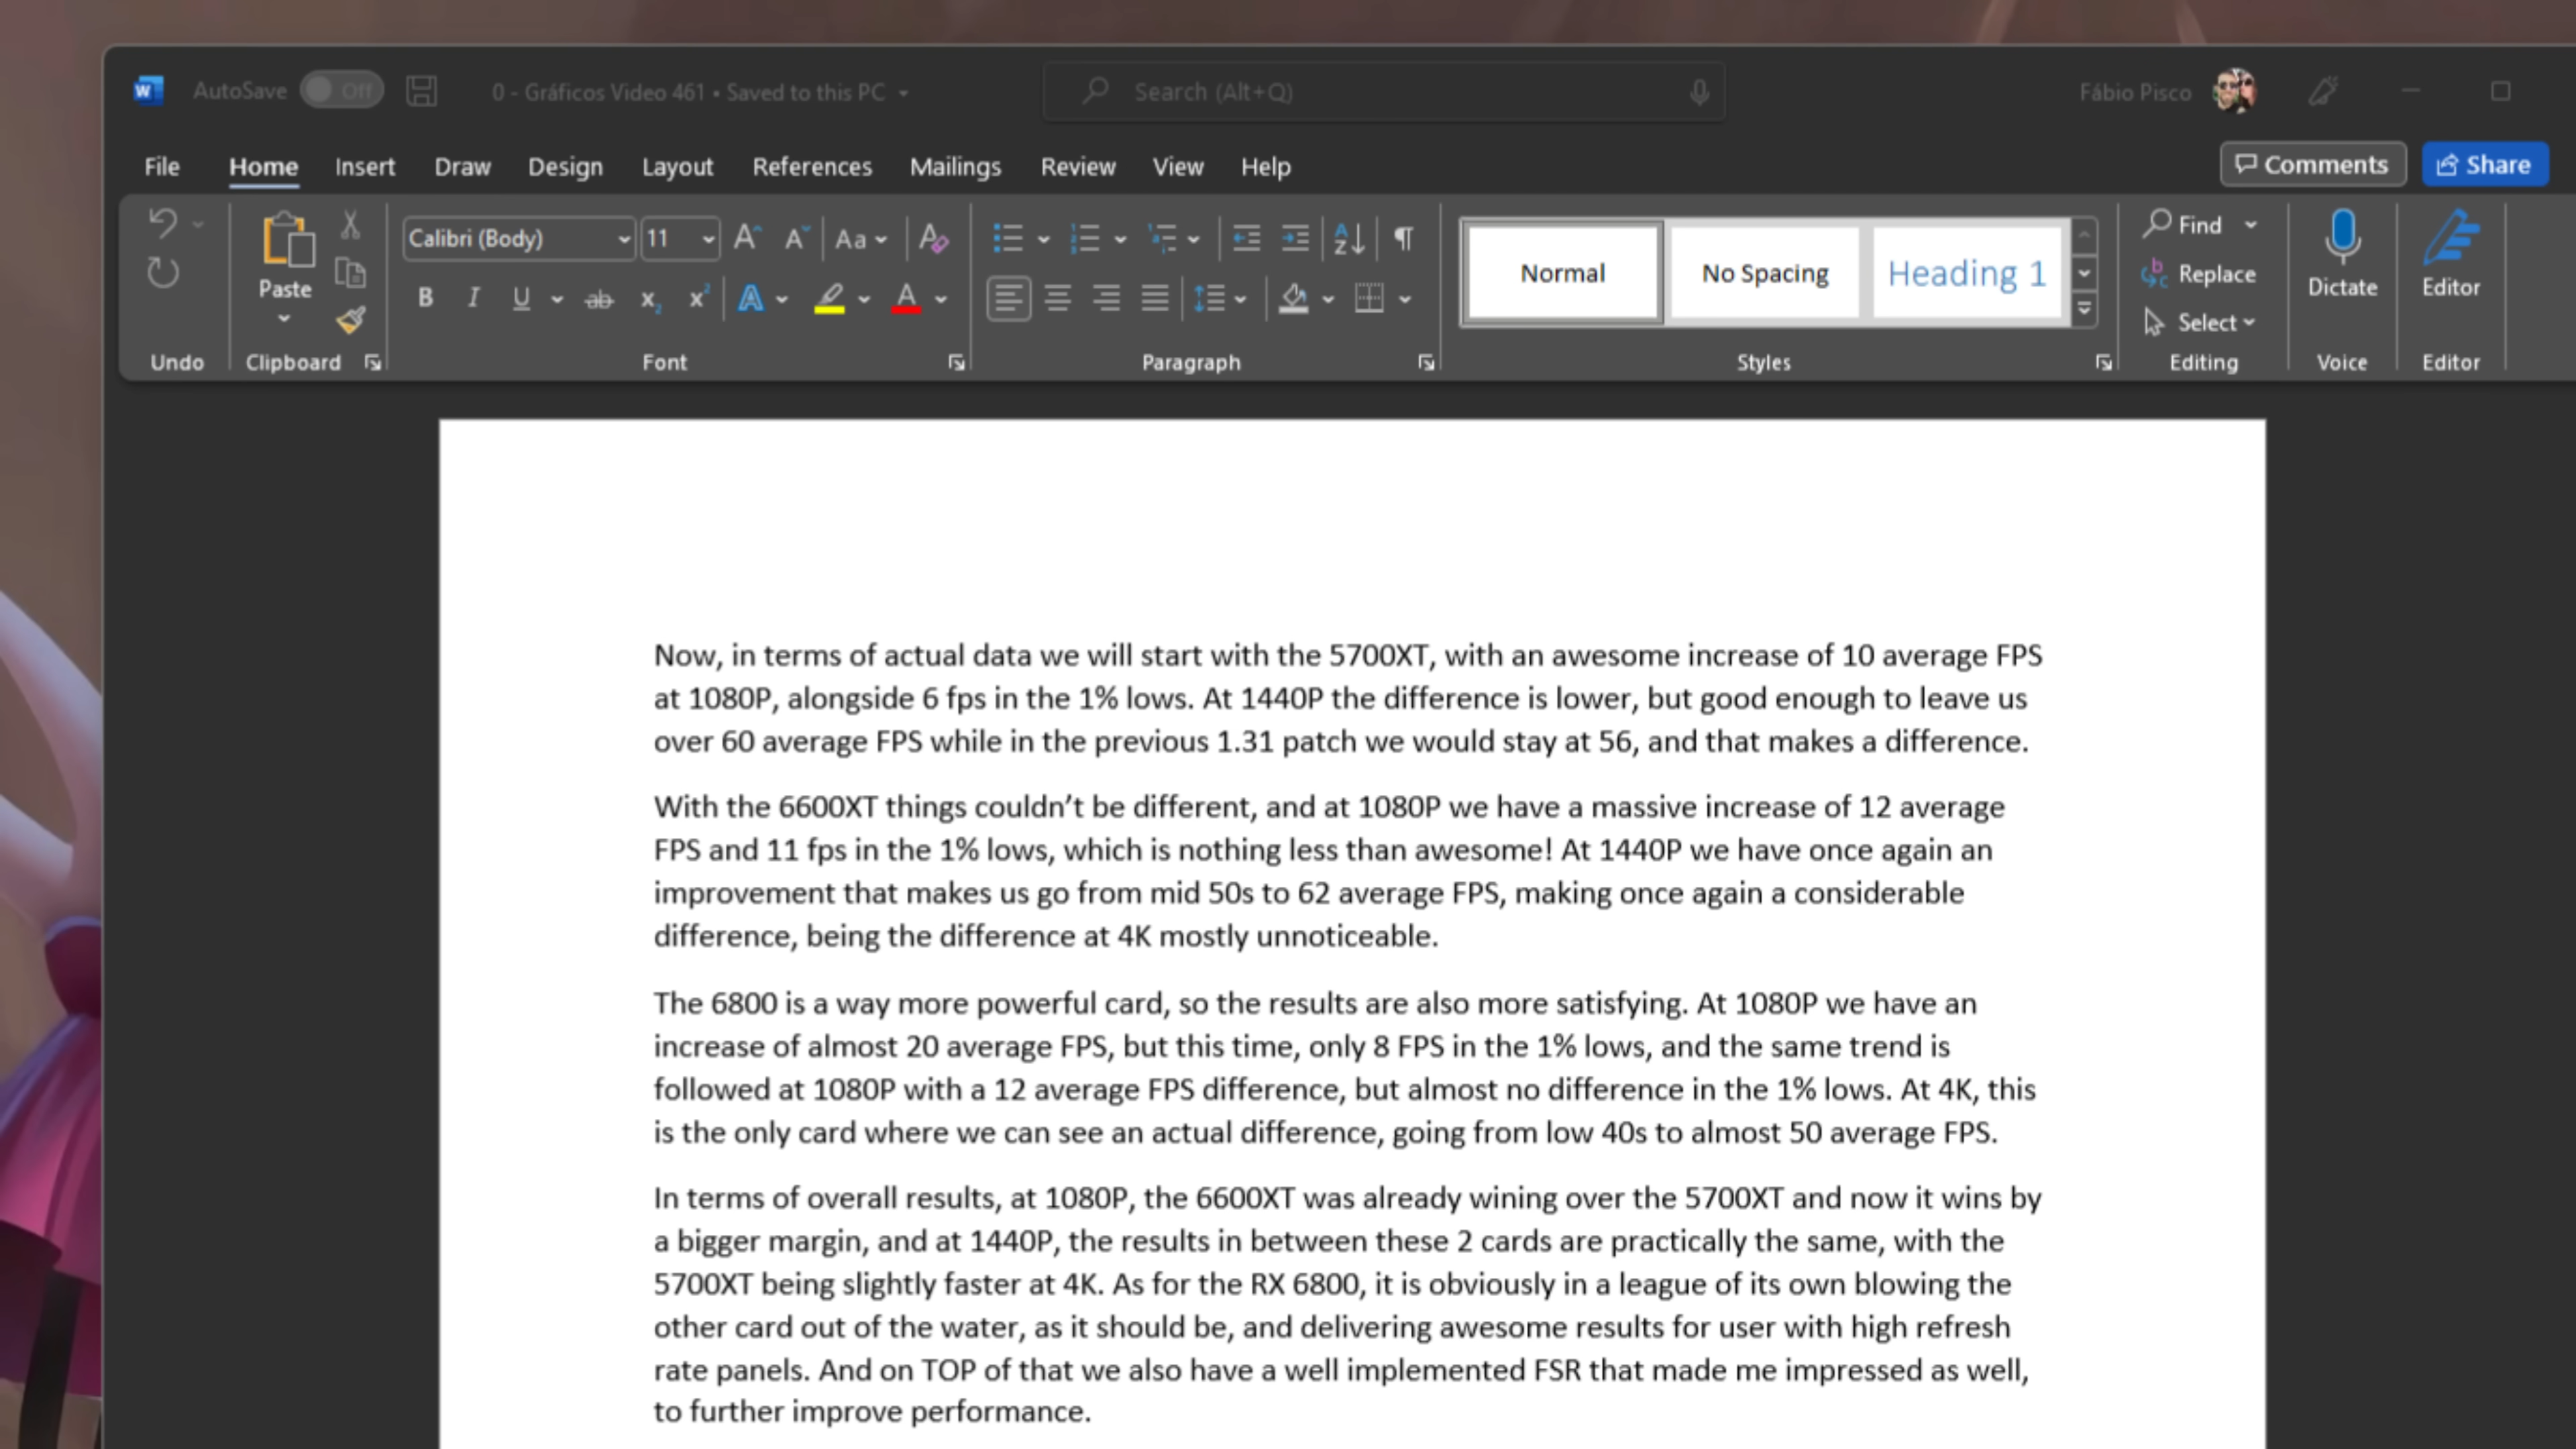 AutoSave Off 0 - Gráficos Video 461 • Saved to this PC Search (Alt+Q) Fábio Pisco
File Home Insert Draw Design Layout References Mailings Review View Help Comments Share
Calibri (Body) 11 Aa Normal No Spacing Heading 1 Find
Paste Replace Dictate Editor
Select
Undo Clipboard Font Paragraph Styles Editing Voice Editor
Now, in terms of actual data we will start with the 5700XT, with an awesome increase of 10 average FPS
at 1080P, alongside 6 fps in the 1% lows. At 1440P the difference is lower, but good enough to leave us
over 60 average FPS while in the previous 1.31 patch we would stay at 56, and that makes a difference.
With the 6600XT things couldn’t be different, and at 1080P we have a massive increase of 12 average
FPS and 11 fps in the 1% lows, which is nothing less than awesome! At 1440P we have once again an
improvement that makes us go from mid 50s to 62 average FPS, making once again a considerable
difference, being the difference at 4K mostly unnoticeable.
The 6800 is a way more powerful card, so the results are also more satisfying. At 1080P we have an
increase of almost 20 average FPS, but this time, only 8 FPS in the 1% lows, and the same trend is
followed at 1080P with a 12 average FPS difference, but almost no difference in the 1% lows. At 4K, this
is the only card where we can see an actual difference, going from low 40s to almost 50 average FPS.
In terms of overall results, at 1080P, the 6600XT was already wining over the 5700XT and now it wins by
a bigger margin, and at 1440P, the results in between these 2 cards are practically the same, with the
5700XT being slightly faster at 4K. As for the RX 6800, it is obviously in a league of its own blowing the
other card out of the water, as it should be, and delivering awesome results for user with high refresh
rate panels. And on TOP of that we also have a well implemented FSR that made me impressed as well,
to further improve performance.